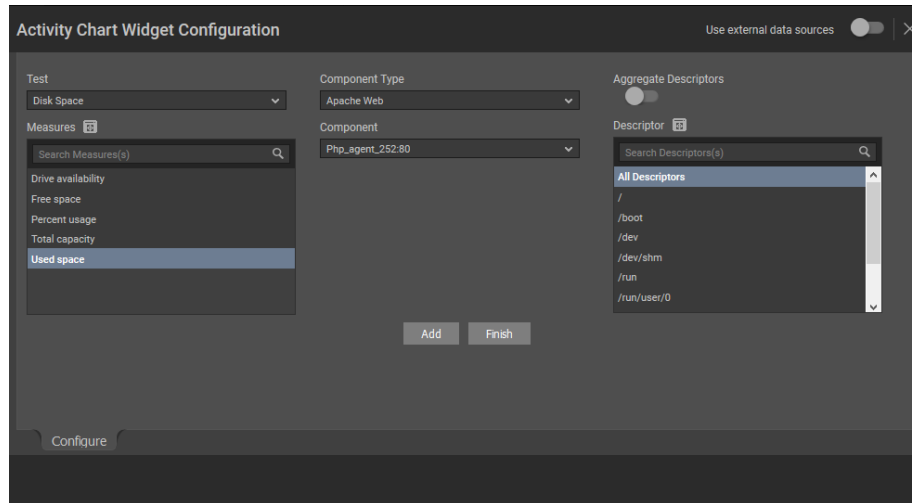 Activity Chart Widget Configuration
Use external data sources
Test
Disk Space
Measures
Search Measures(s)
Drive availability
Free space
Percent usage
Total capacity
Used space
Component Type
Apache Web
Component
Php_agent_252:80
Aggregate Descriptors
Descriptor
Search Descriptors(s)
All Descriptors
/
/boot
/dev
/dev/shm
/run
/run/user/0
Add
Finish
Configure